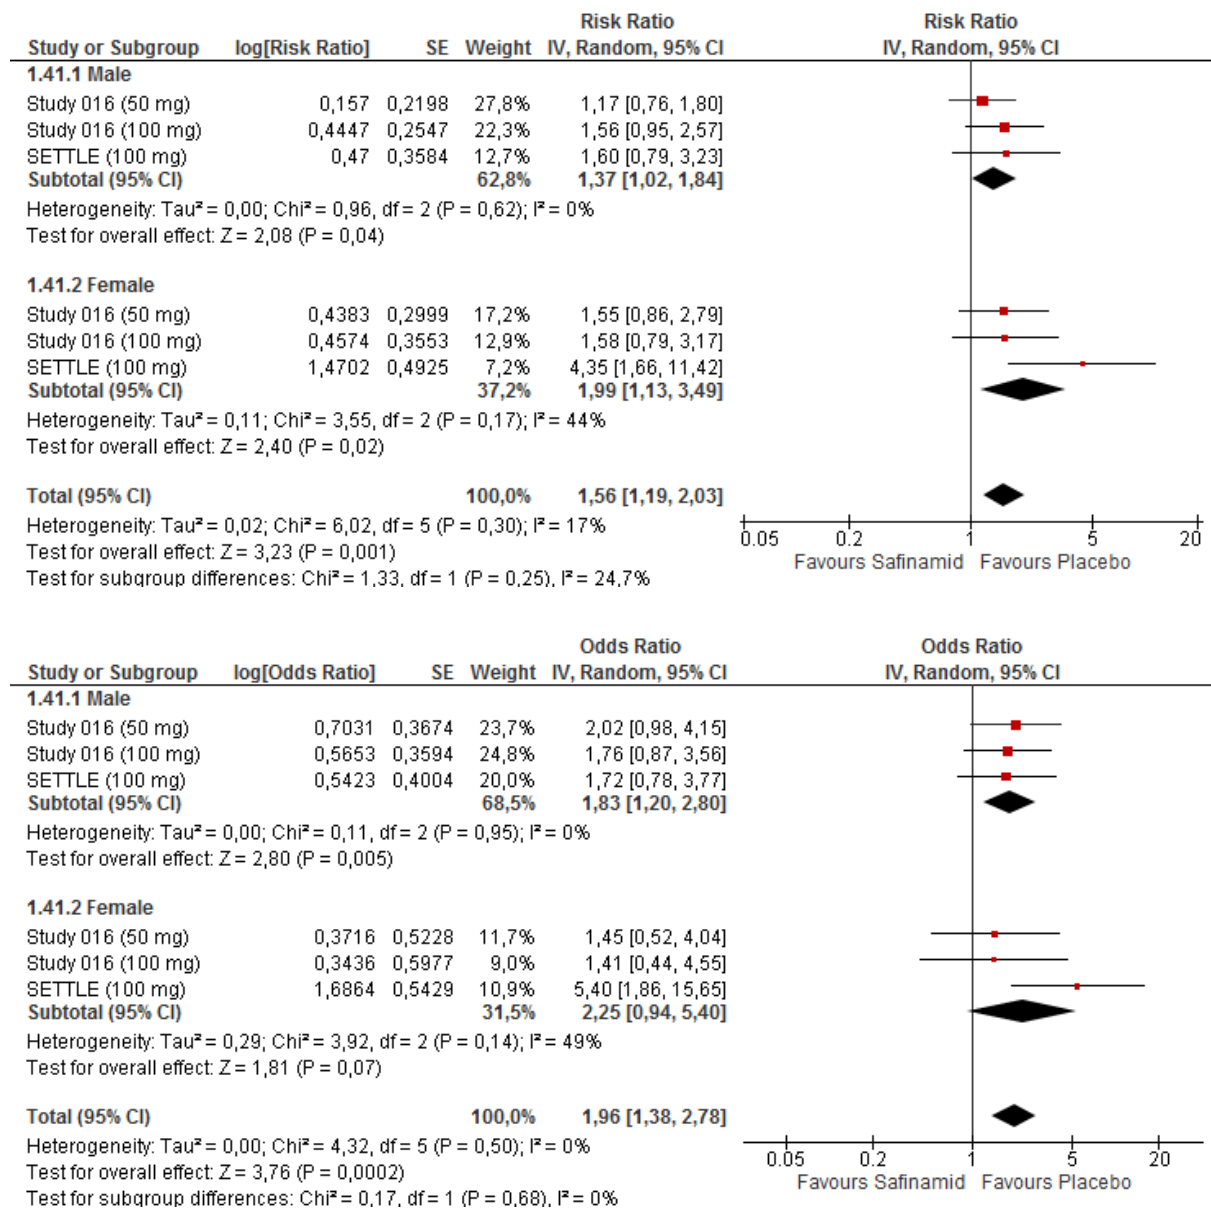 Risk Ratio Risk Ratio
Study or Subgroup log[Risk Ratio] SE Weight IV, Random, 95% CI IV, Random, 95% CI
1.41.1 Male
Study 016 (50 mg) 0,157 0,2198 27,8% 1,17 [0,76, 1,80]
Study 016 (100 mg) 0,4447 0,2547 22,3% 1,56 [0,95, 2,57]
SETTLE (100 mg) 0,47 0,3584 12,7% 1,60 [0,79, 3,23]
Subtotal (95% CI) 62,8% 1,37 [1,02, 1,84]
Heterogeneity: Tau² = 0,00; Chi² = 0,96, df = 2 (P = 0,62); I² = 0%
Test for overall effect: Z = 2,08 (P = 0,04)
1.41.2 Female
Study 016 (50 mg) 0,4383 0,2999 17,2% 1,55 [0,86, 2,79]
Study 016 (100 mg) 0,4574 0,3553 12,9% 1,58 [0,79, 3,17]
SETTLE (100 mg) 1,4702 0,4925 7,2% 4,35 [1,66, 11,42]
Subtotal (95% CI) 37,2% 1,99 [1,13, 3,49]
Heterogeneity: Tau² = 0,11; Chi² = 3,55, df = 2 (P = 0,17); I² = 44%
Test for overall effect: Z = 2,40 (P = 0,02)
Total (95% CI) 100,0% 1,56 [1,19, 2,03]
Heterogeneity: Tau² = 0,02; Chi² = 6,02, df = 5 (P = 0,30); I² = 17%
Test for overall effect: Z = 3,23 (P = 0,001)
Test for subgroup differences: Chi² = 1,33, df = 1 (P = 0,25), I² = 24,7%
0.05 0.2 1 5 20
Favours Safinamid Favours Placebo
Odds Ratio Odds Ratio
Study or Subgroup log[Odds Ratio] SE Weight IV, Random, 95% CI IV, Random, 95% CI
1.41.1 Male
Study 016 (50 mg) 0,7031 0,3674 23,7% 2,02 [0,98, 4,15]
Study 016 (100 mg) 0,5653 0,3594 24,8% 1,76 [0,87, 3,56]
SETTLE (100 mg) 0,5423 0,4004 20,0% 1,72 [0,78, 3,77]
Subtotal (95% CI) 68,5% 1,83 [1,20, 2,80]
Heterogeneity: Tau² = 0,00; Chi² = 0,11, df = 2 (P = 0,95); I² = 0%
Test for overall effect: Z = 2,80 (P = 0,005)
1.41.2 Female
Study 016 (50 mg) 0,3716 0,5228 11,7% 1,45 [0,52, 4,04]
Study 016 (100 mg) 0,3436 0,5977 9,0% 1,41 [0,44, 4,55]
SETTLE (100 mg) 1,6864 0,5429 10,9% 5,40 [1,86, 15,65]
Subtotal (95% CI) 31,5% 2,25 [0,94, 5,40]
Heterogeneity: Tau² = 0,29; Chi² = 3,92, df = 2 (P = 0,14); I² = 49%
Test for overall effect: Z = 1,81 (P = 0,07)
Total (95% CI) 100,0% 1,96 [1,38, 2,78]
Heterogeneity: Tau² = 0,00; Chi² = 4,32, df = 5 (P = 0,50); I² = 0%
Test for overall effect: Z = 3,76 (P = 0,0002)
Test for subgroup differences: Chi² = 0,17, df = 1 (P = 0,68), I² = 0%
0.05 0.2 1 5 20
Favours Safinamid Favours Placebo